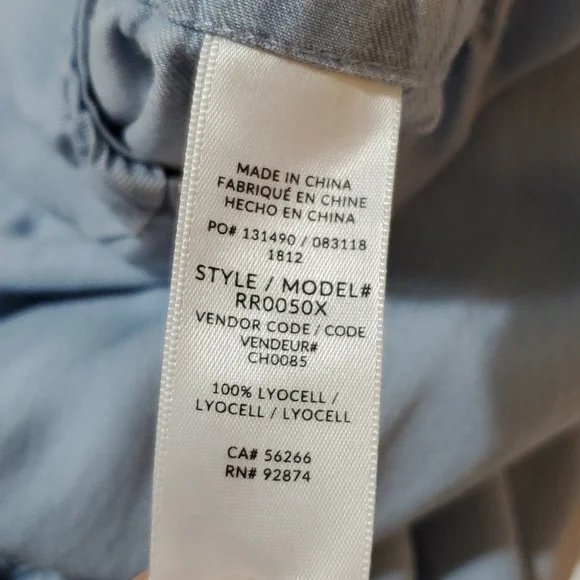 MADE IN CHINA
FABRIQUÉ EN CHINE
HECHO EN CHINA
PO# 131490 / 083118
1812
STYLE / MODEL#
RR0050X
VENDOR CODE / CODE
VENDEUR#
CH0085
100% LYOCELL /
LYOCELL / LYOCELL
CA# 56266
RN# 92874